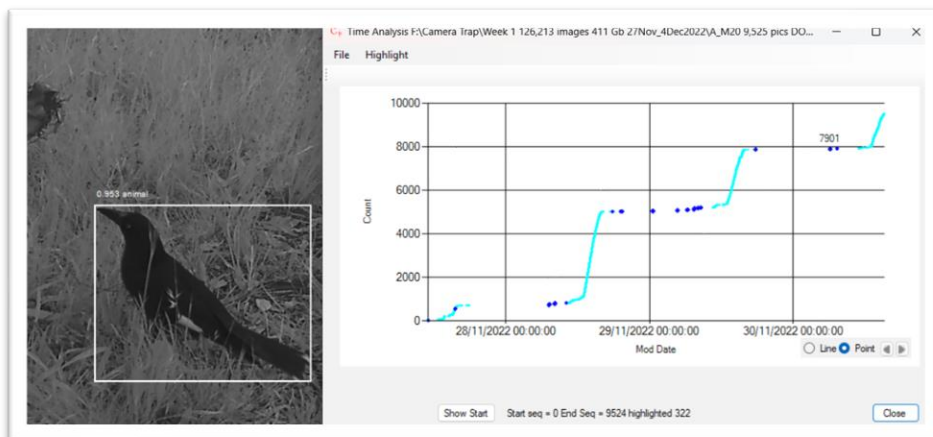 Time Analysis F:\Camera Trap\Week 1 126,213 images 411 Gb 27Nov_4Dec2022\A_M20 9,525 pics DO...
File Highlight
0.953 animal
10000
8000
6000
4000
2000
0
Count
7901
28/11/2022 00:00:00 29/11/2022 00:00:00 30/11/2022 00:00:00
Mod Date
Line Point
Show Start Start seq = 0 End Seq = 9524 highlighted 322 Close